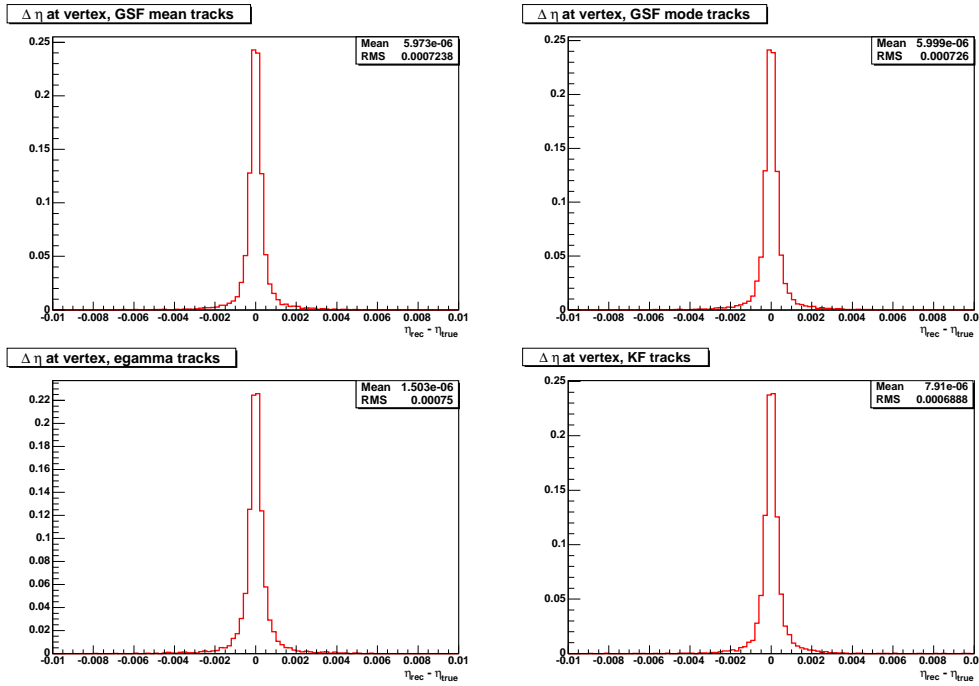 Δ η at vertex, GSF mean tracks
Mean 5.973e-06
RMS 0.0007238
0.25
0.2
0.15
0.1
0.05
0
-0.01 -0.008 -0.006 -0.004 -0.002 0 0.002 0.004 0.006 0.008 0.01
ηrec - ηtrue
Δ η at vertex, GSF mode tracks
Mean 5.999e-06
RMS 0.000726
0.25
0.2
0.15
0.1
0.05
0
-0.01 -0.008 -0.006 -0.004 -0.002 0 0.002 0.004 0.006 0.008 0.0
ηrec - ηtrue
Δ η at vertex, egamma tracks
Mean 1.503e-06
RMS 0.00075
0.22
0.2
0.18
0.16
0.14
0.12
0.1
0.08
0.06
0.04
0.02
0
-0.01 -0.008 -0.006 -0.004 -0.002 0 0.002 0.004 0.006 0.008 0.01
ηrec - ηtrue
Δ η at vertex, KF tracks
Mean 7.91e-06
RMS 0.0006888
0.25
0.2
0.15
0.1
0.05
0
-0.01 -0.008 -0.006 -0.004 -0.002 0 0.002 0.004 0.006 0.008 0.0
ηrec - ηtrue